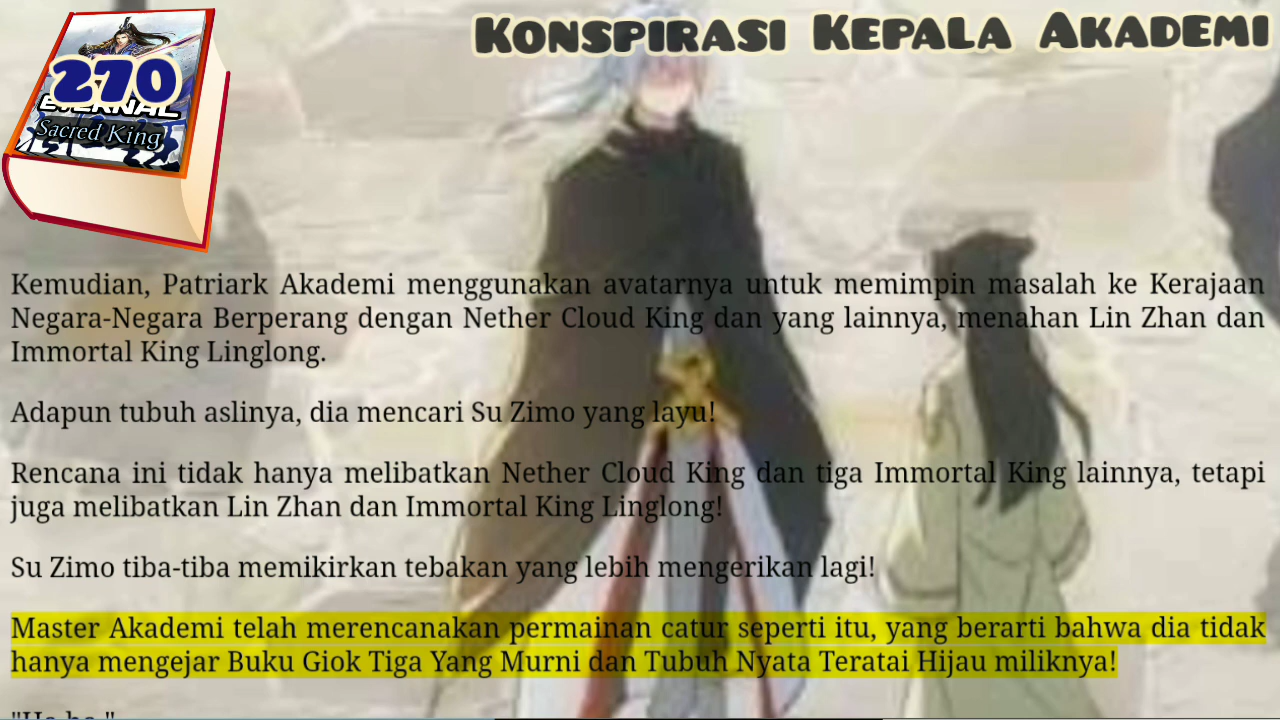 Konspirasi Kepala Akademi
270
ETERNAL
Sacred King
Kemudian, Patriark Akademi menggunakan avatarnya untuk memimpin masalah ke Kerajaan
Negara-Negara Berperang dengan Nether Cloud King dan yang lainnya, menahan Lin Zhan dan
Immortal King Linglong.
Adapun tubuh aslinya, dia mencari Su Zimo yang layu!
Rencana ini tidak hanya melibatkan Nether Cloud King dan tiga Immortal King lainnya, tetapi
juga melibatkan Lin Zhan dan Immortal King Linglong!
Su Zimo tiba-tiba memikirkan tebakan yang lebih mengerikan lagi!
Master Akademi telah merencanakan permainan catur seperti itu, yang berarti bahwa dia tidak
hanya mengejar Buku Giok Tiga Yang Murni dan Tubuh Nyata Teratai Hijau miliknya!